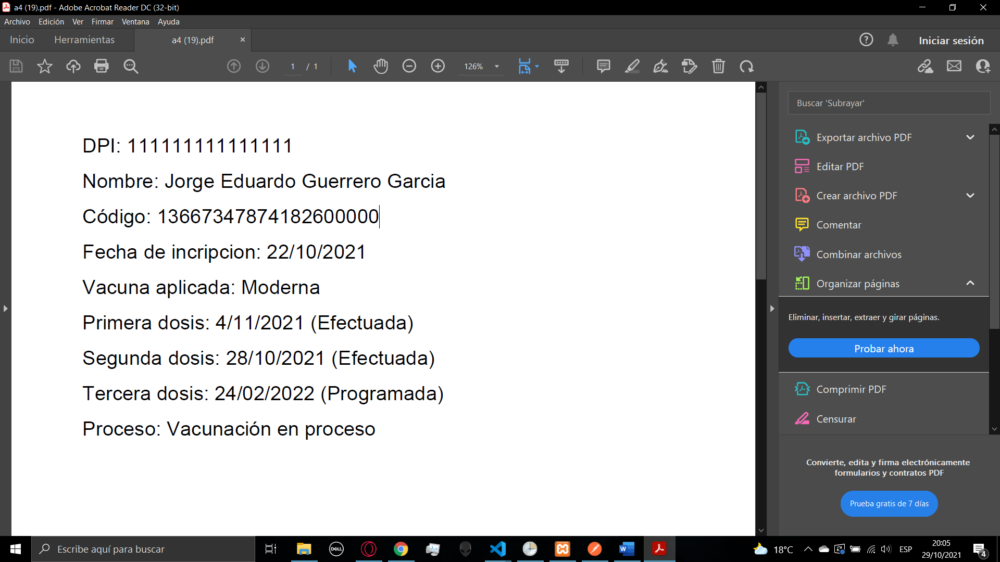 a4 (19).pdf - Adobe Acrobat Reader DC (32-bit)
Archivo Edición Ver Firmar Ventana Ayuda
Inicio Herramientas a4 (19).pdf × Iniciar sesión
1 / 1 126%
DPI: 111111111111111
Nombre: Jorge Eduardo Guerrero Garcia
Código: 13667347874182600000
Fecha de incripcion: 22/10/2021
Vacuna aplicada: Moderna
Primera dosis: 4/11/2021 (Efectuada)
Segunda dosis: 28/10/2021 (Efectuada)
Tercera dosis: 24/02/2022 (Programada)
Proceso: Vacunación en proceso
Buscar 'Subrayar'
Exportar archivo PDF
Editar PDF
Crear archivo PDF
Comentar
Combinar archivos
Organizar páginas
Eliminar, insertar, extraer y girar páginas.
Probar ahora
Comprimir PDF
Censurar
Convierte, edita y firma electrónicamente
formularios y contratos PDF
Prueba gratis de 7 días
Escribe aquí para buscar
DELL
18°C
ESP
20:05
29/10/2021
4